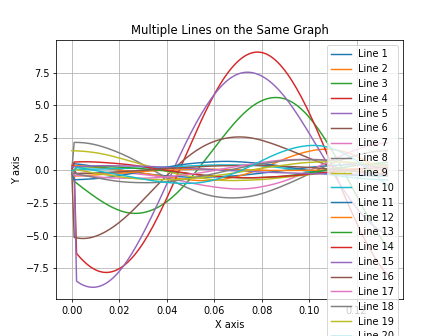 Multiple Lines on the Same Graph
Y axis
7.5
5.0
2.5
0.0
−2.5
−5.0
−7.5
0.00
0.02
0.04
0.06
0.08
0.10
X axis
Line 1
Line 2
Line 3
Line 4
Line 5
Line 6
Line 7
Line 8
Line 9
Line 10
Line 11
Line 12
Line 13
Line 14
Line 15
Line 16
Line 17
Line 18
Line 19
Line 20